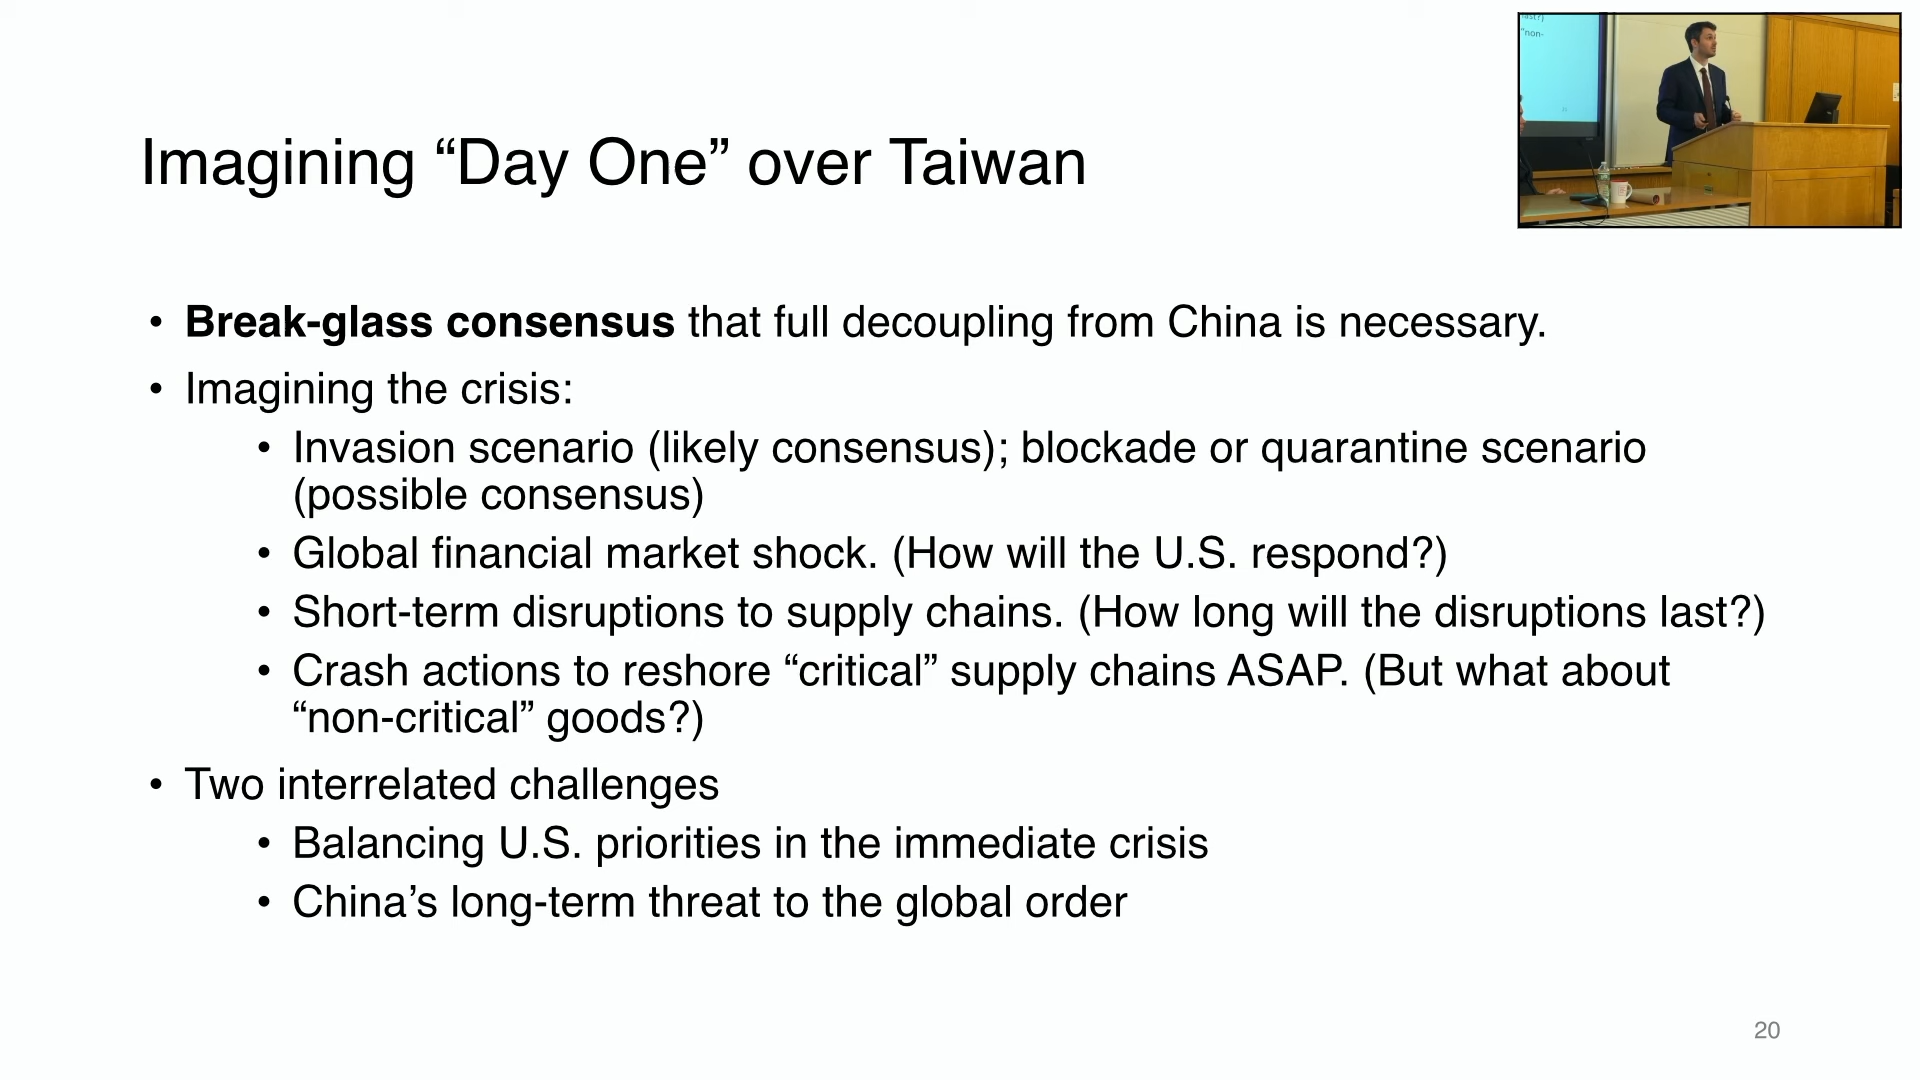 Imagining “Day One” over Taiwan
• Break-glass consensus that full decoupling from China is necessary.
• Imagining the crisis:
• Invasion scenario (likely consensus); blockade or quarantine scenario
(possible consensus)
• Global financial market shock. (How will the U.S. respond?)
• Short-term disruptions to supply chains. (How long will the disruptions last?)
• Crash actions to reshore “critical” supply chains ASAP. (But what about
“non-critical” goods?)
• Two interrelated challenges
• Balancing U.S. priorities in the immediate crisis
• China’s long-term threat to the global order
20
last?)
“non-